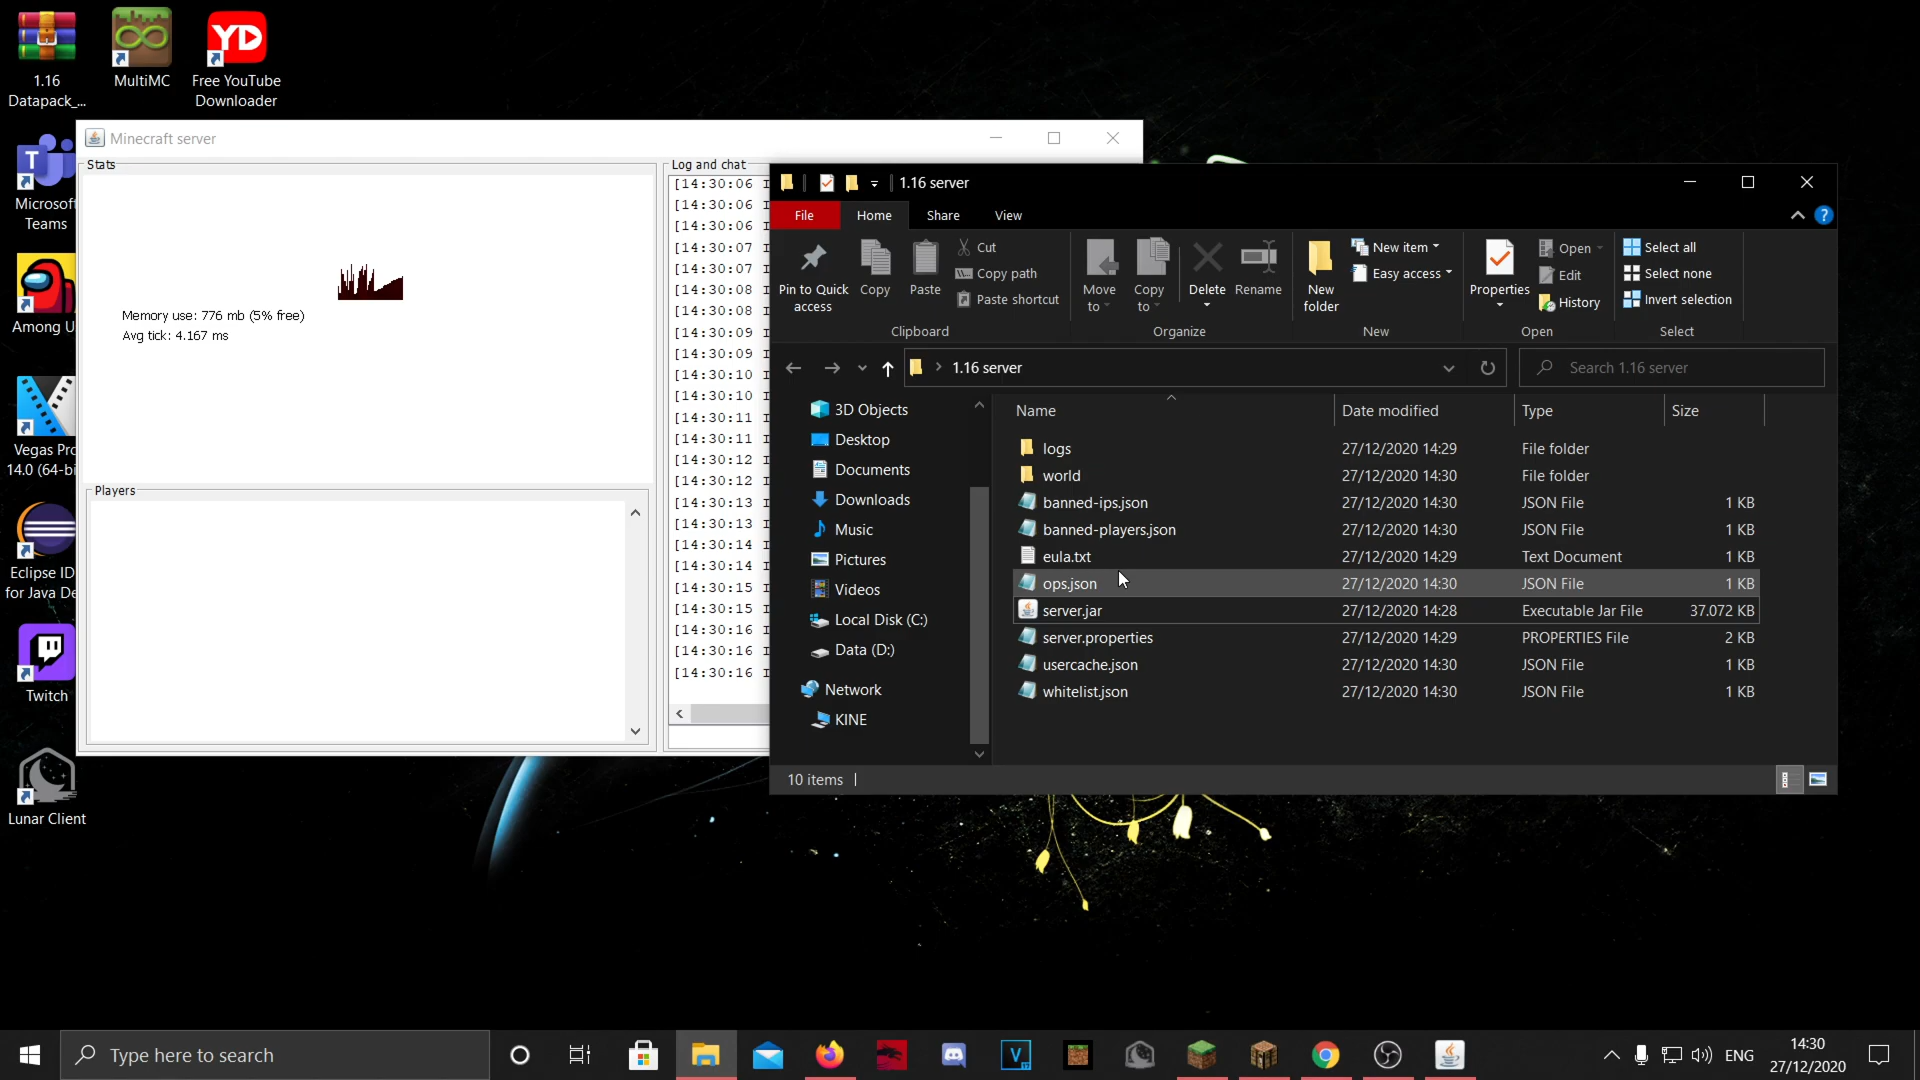 1.16
Datapack_...
MultiMC
YD
Free YouTube
Downloader
Microsoft
Teams
Among U
Vegas Pro
14.0 (64-bi
Eclipse ID
for Java De
Twitch
Lunar Client
Minecraft server
Stats
Memory use: 776 mb (5% free)
Avg tick: 4.167 ms
Players
Log and chat
[14:30:06 I
[14:30:06 I
[14:30:06 I
[14:30:07 I
[14:30:07 I
[14:30:08 I
[14:30:08 I
[14:30:09 I
[14:30:09 I
[14:30:10 I
[14:30:10 I
[14:30:11 I
[14:30:11 I
[14:30:12 I
[14:30:12 I
[14:30:13 I
[14:30:13 I
[14:30:14 I
[14:30:14 I
[14:30:15 I
[14:30:15 I
[14:30:16 I
[14:30:16 I
[14:30:16 I
1.16 server
File Home Share View
Pin to Quick
access
Copy
Paste
Cut
Copy path
Paste shortcut
Clipboard
Move
to
Copy
to
Delete
Rename
Organize
New
folder
New item
Easy access
New
Properties
Open
Edit
History
Open
Select all
Select none
Invert selection
Select
1.16 server
Search 1.16 server
3D Objects
Desktop
Documents
Downloads
Music
Pictures
Videos
Local Disk (C:)
Data (D:)
Network
KINE
Name Date modified Type Size
logs 27/12/2020 14:29 File folder
world 27/12/2020 14:30 File folder
banned-ips.json 27/12/2020 14:30 JSON File 1 KB
banned-players.json 27/12/2020 14:30 JSON File 1 KB
eula.txt 27/12/2020 14:29 Text Document 1 KB
ops.json 27/12/2020 14:30 JSON File 1 KB
server.jar 27/12/2020 14:28 Executable Jar File 37.072 KB
server.properties 27/12/2020 14:29 PROPERTIES File 2 KB
usercache.json 27/12/2020 14:30 JSON File 1 KB
whitelist.json 27/12/2020 14:30 JSON File 1 KB
10 items
Type here to search
ENG
14:30
27/12/2020